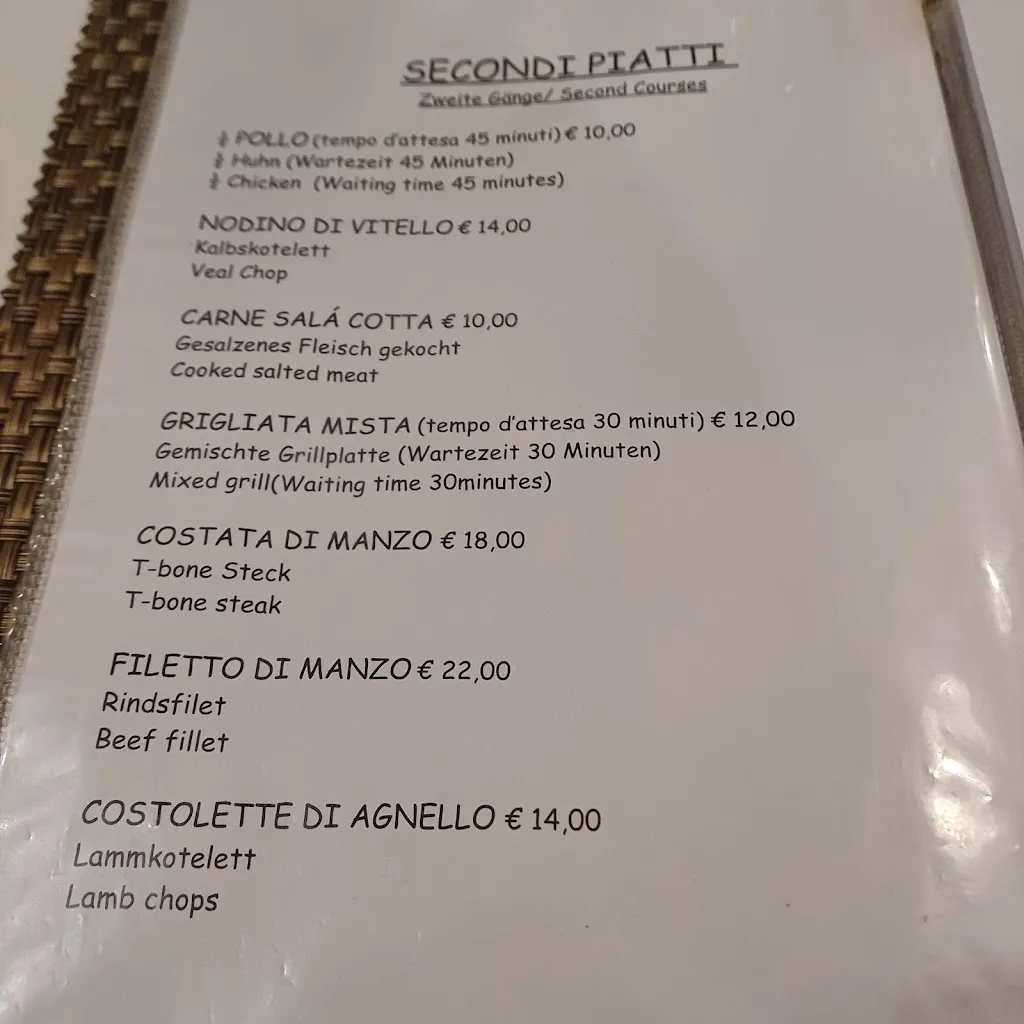 SECONDI PIATTI
Zweite Gänge/ Second Courses
½ POLLO (tempo d'attesa 45 minuti) € 10,00
½ Huhn (Wartezeit 45 Minuten)
½ Chicken (Waiting time 45 minutes)
NODINO DI VITELLO € 14,00
Kalbskotelett
Veal Chop
CARNE SALÁ COTTA € 10,00
Gesalzenes Fleisch gekocht
Cooked salted meat
GRIGLIATA MISTA (tempo d'attesa 30 minuti) € 12,00
Gemischte Grillplatte (Wartezeit 30 Minuten)
Mixed grill(Waiting time 30minutes)
COSTATA DI MANZO € 18,00
T-bone Steck
T-bone steak
FILETTO DI MANZO € 22,00
Rindsfilet
Beef fillet
COSTOLETTE DI AGNELLO € 14,00
Lammkotelett
Lamb chops